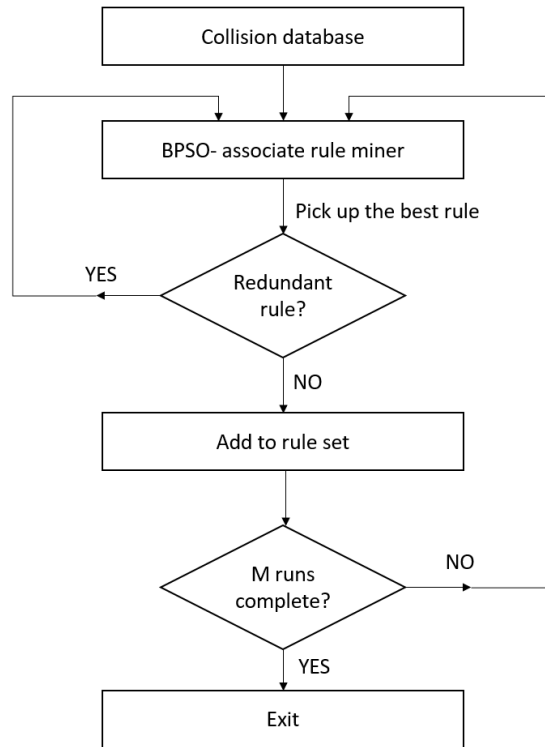 Collision database
BPSO- associate rule miner
Pick up the best rule
YES
Redundant
rule?
NO
Add to rule set
M runs
complete?
NO
YES
Exit